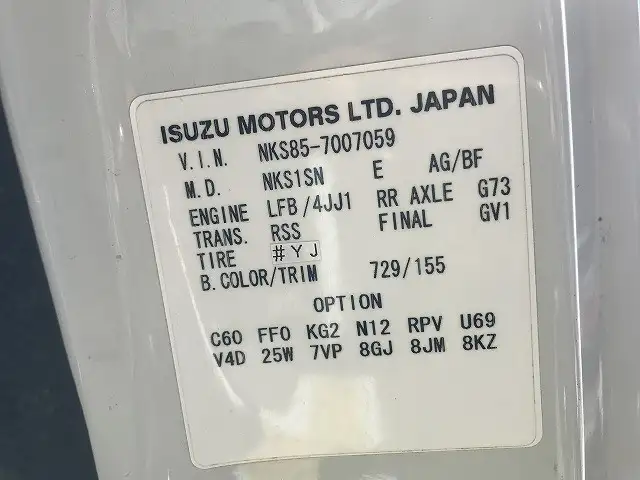 ISUZU MOTORS LTD. JAPAN
V.I.N. NKS85-7007059
M.D. NKS1SN E AG/BF
ENGINE LFB/4JJ1 RR AXLE G73
TRANS. RSS FINAL GV1
TIRE #YJ
B.COLOR/TRIM 729/155
OPTION
C60 FF0 KG2 N12 RPV U69
V4D 25W 7VP 8GJ 8JM 8KZ